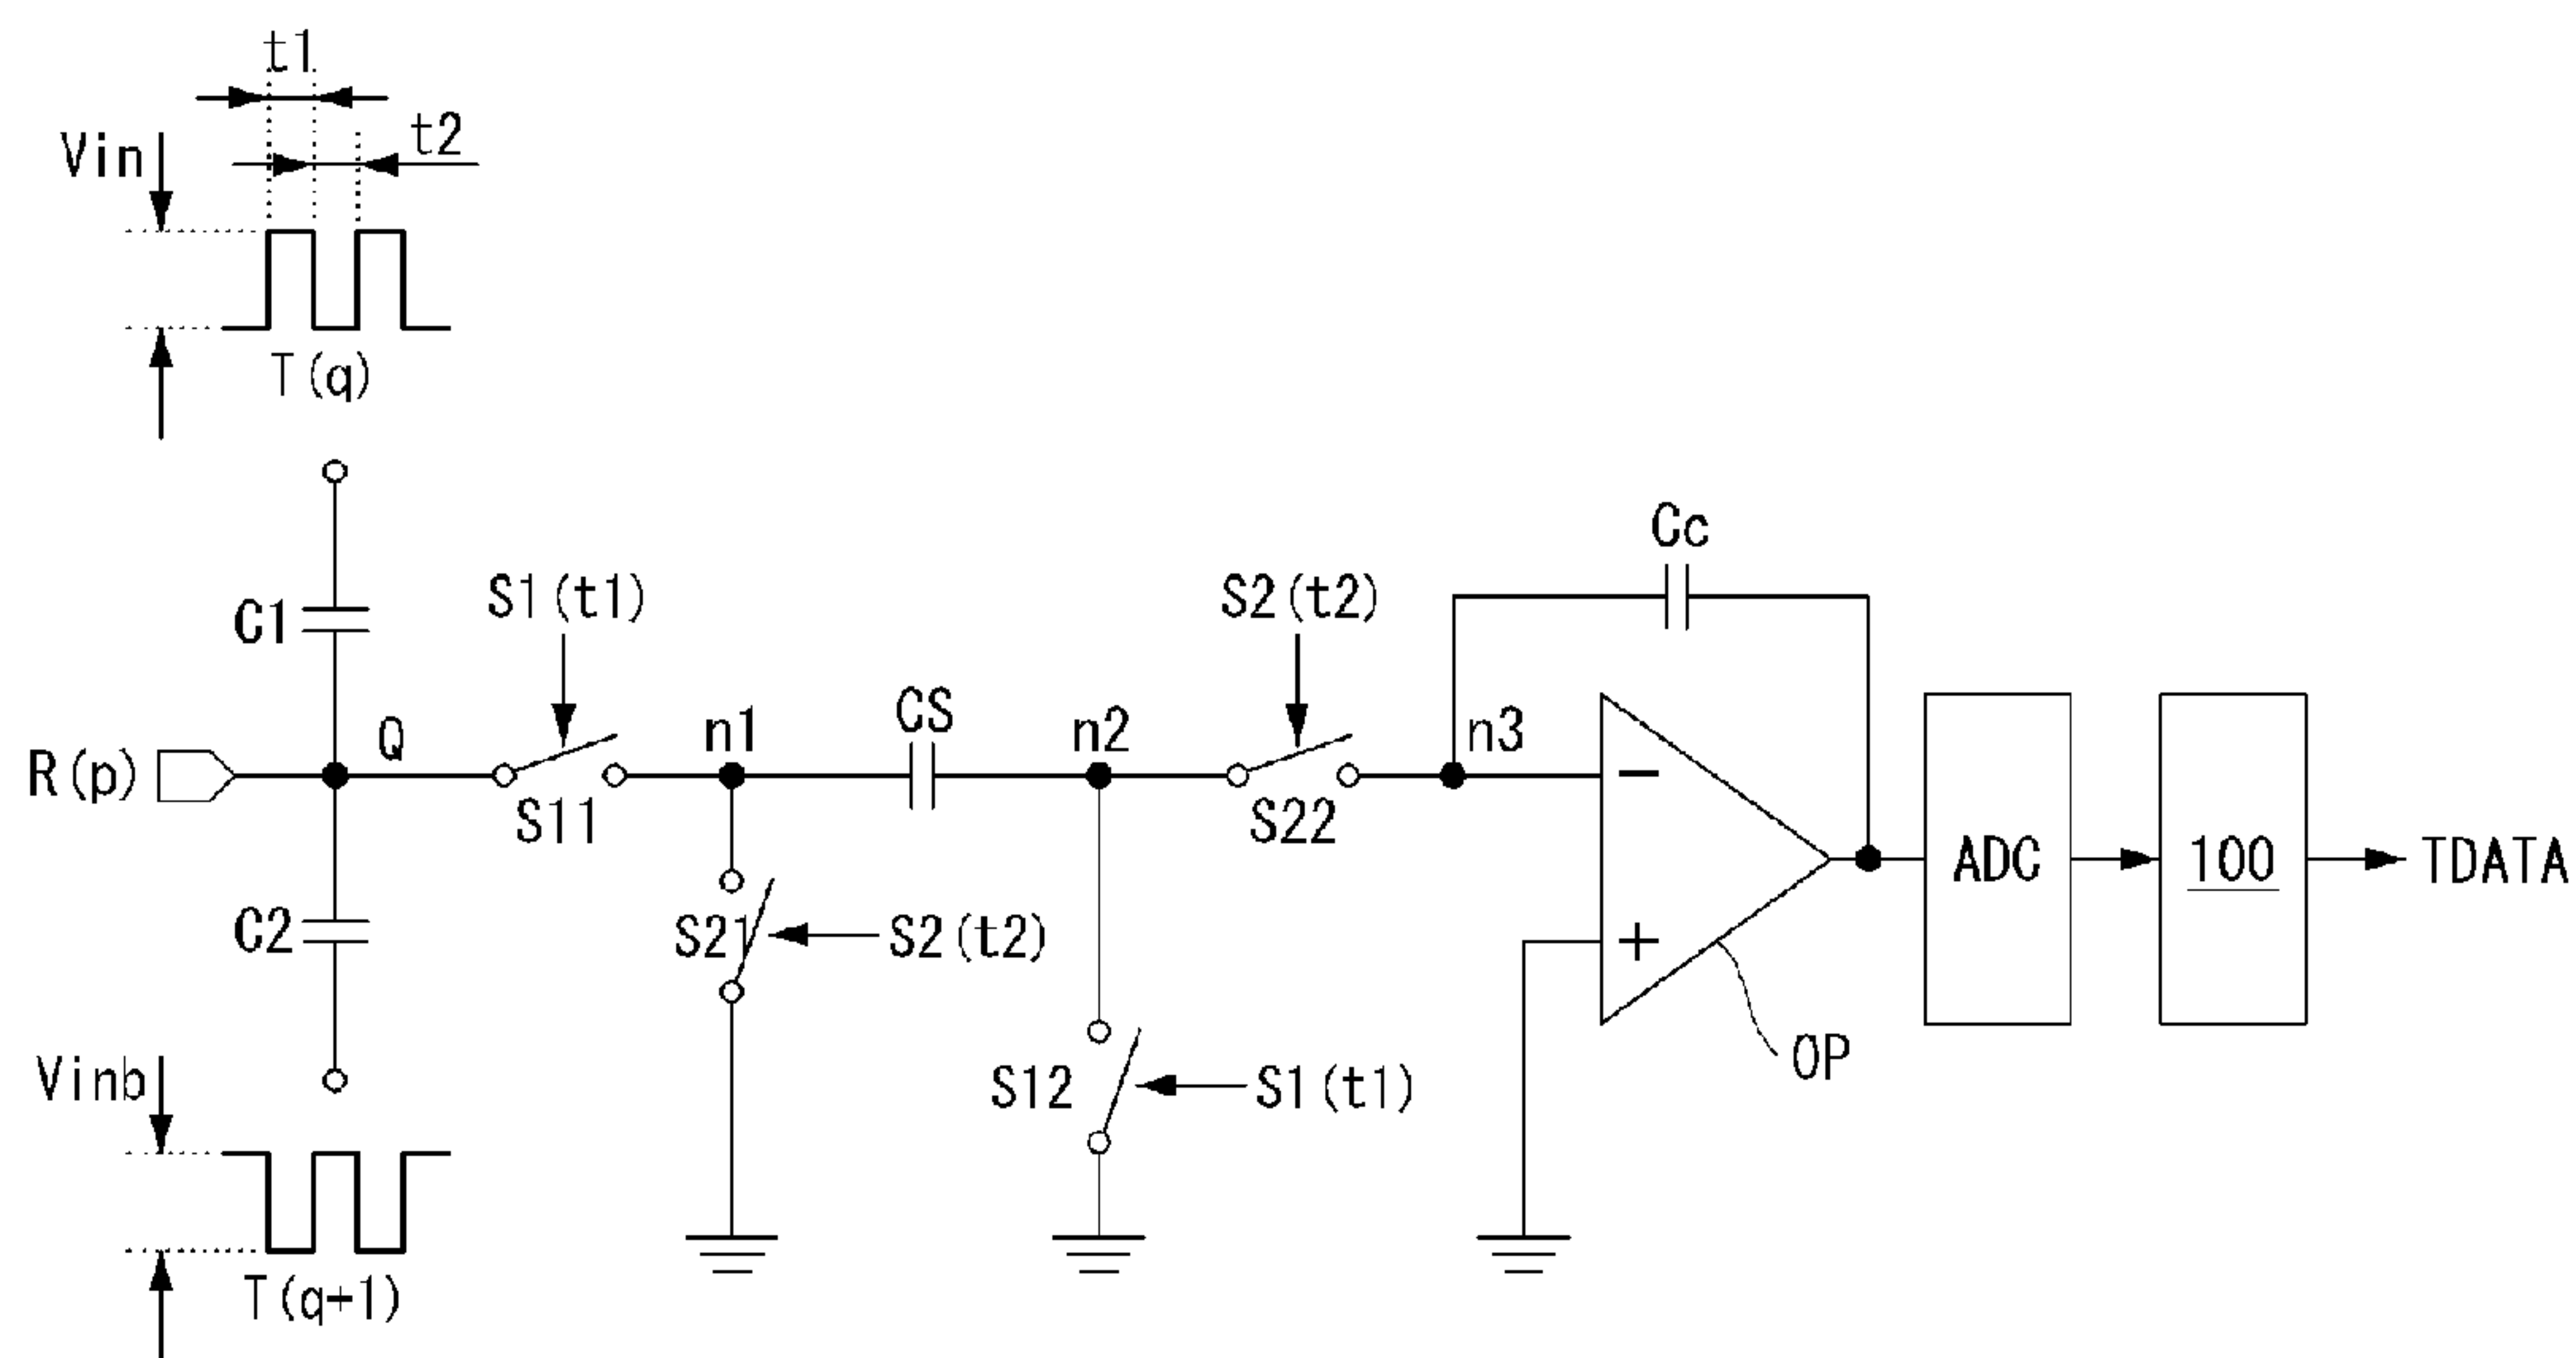 t1
t2
Vin
T(q)
Cc
S1(t1)
S2(t2)
C1
CS
Q
n1
n2
n3
R(p)
S11
S22
−
ADC
100
TDATA
C2
S21
S2(t2)
+
Vinb
S12
S1(t1)
OP
T(q+1)